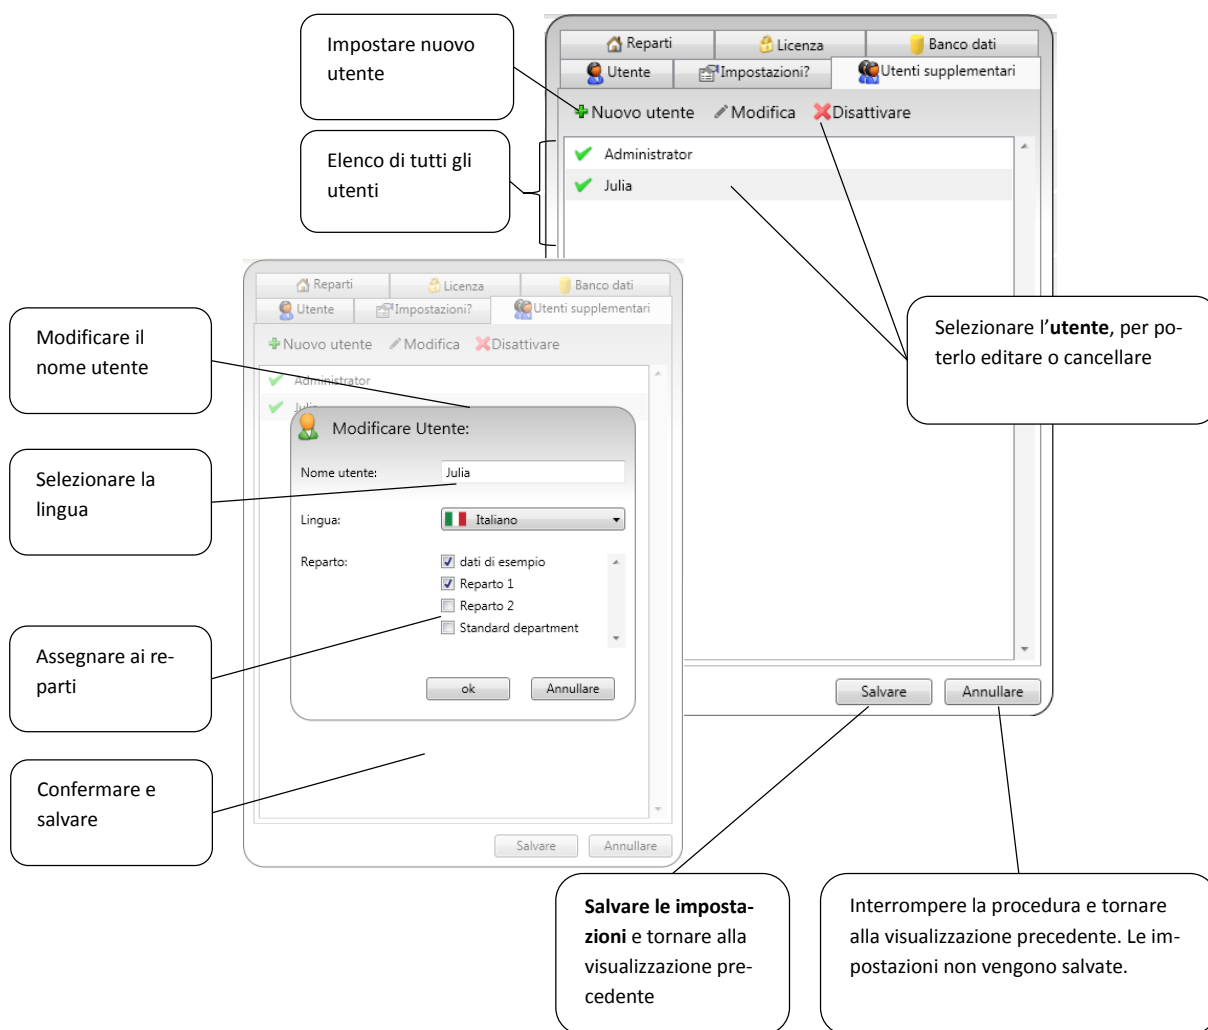 Impostare nuovo
utente
Elenco di tutti gli
utenti
Reparti
Licenza
Banco dati
Utente
Impostazioni?
Utenti supplementari
Nuovo utente
Modifica
Disattivare
Administrator
Julia
Selezionare l’utente, per po-
terlo editare o cancellare
Salvare
Annullare
Modificare il
nome utente
Selezionare la
lingua
Assegnare ai re-
parti
Confermare e
salvare
Reparti
Licenza
Banco dati
Utente
Impostazioni?
Utenti supplementari
Nuovo utente
Modifica
Disattivare
Administrator
Julia
Modificare Utente:
Nome utente:
Julia
Lingua:
Italiano
Reparto:
dati di esempio
Reparto 1
Reparto 2
Standard department
ok
Annullare
Salvare
Annullare
Salvare le imposta-
zioni e tornare alla
visualizzazione pre-
cedente
Interrompere la procedura e tornare
alla visualizzazione precedente. Le im-
postazioni non vengono salvate.